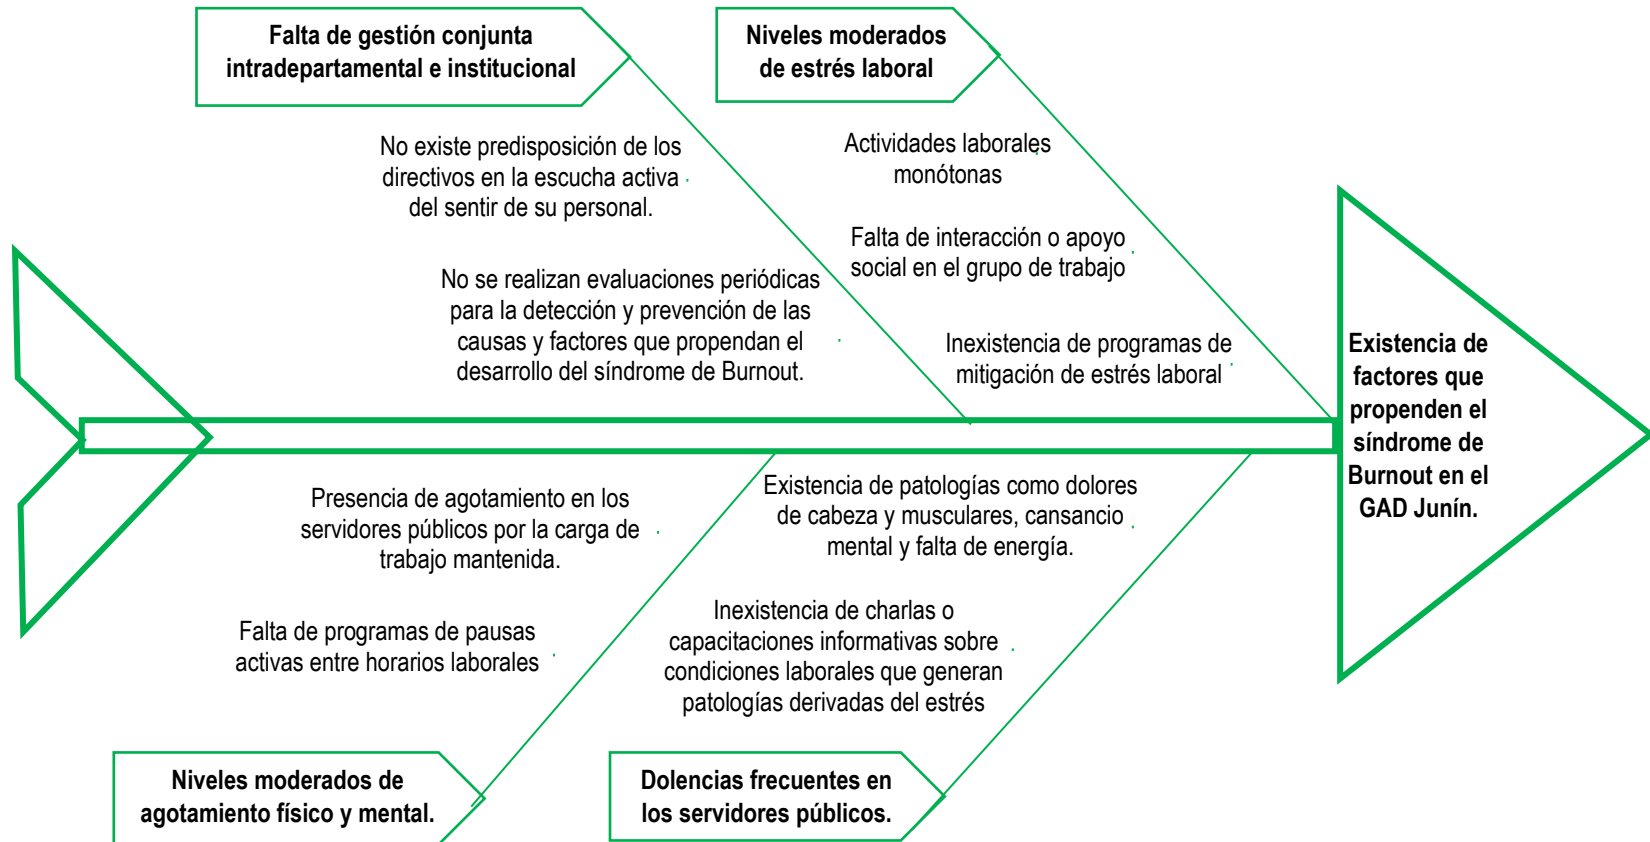 Falta de gestión conjunta
intradepartamental e institucional
Niveles moderados
de estrés laboral
No existe predisposición de los
directivos en la escucha activa
del sentir de su personal.
No se realizan evaluaciones periódicas
para la detección y prevención de las
causas y factores que propendan el
desarrollo del síndrome de Burnout.
Actividades laborales
monótonas
Falta de interacción o apoyo
social en el grupo de trabajo
Inexistencia de programas de
mitigación de estrés laboral
Existencia de
factores que
propenden el
síndrome de
Burnout en el
GAD Junín.
Presencia de agotamiento en los
servidores públicos por la carga de
trabajo mantenida.
Falta de programas de pausas
activas entre horarios laborales
Existencia de patologías como dolores
de cabeza y musculares, cansancio
mental y falta de energía.
Inexistencia de charlas o
capacitaciones informativas sobre
condiciones laborales que generan
patologías derivadas del estrés
Niveles moderados de
agotamiento físico y mental.
Dolencias frecuentes en
los servidores públicos.